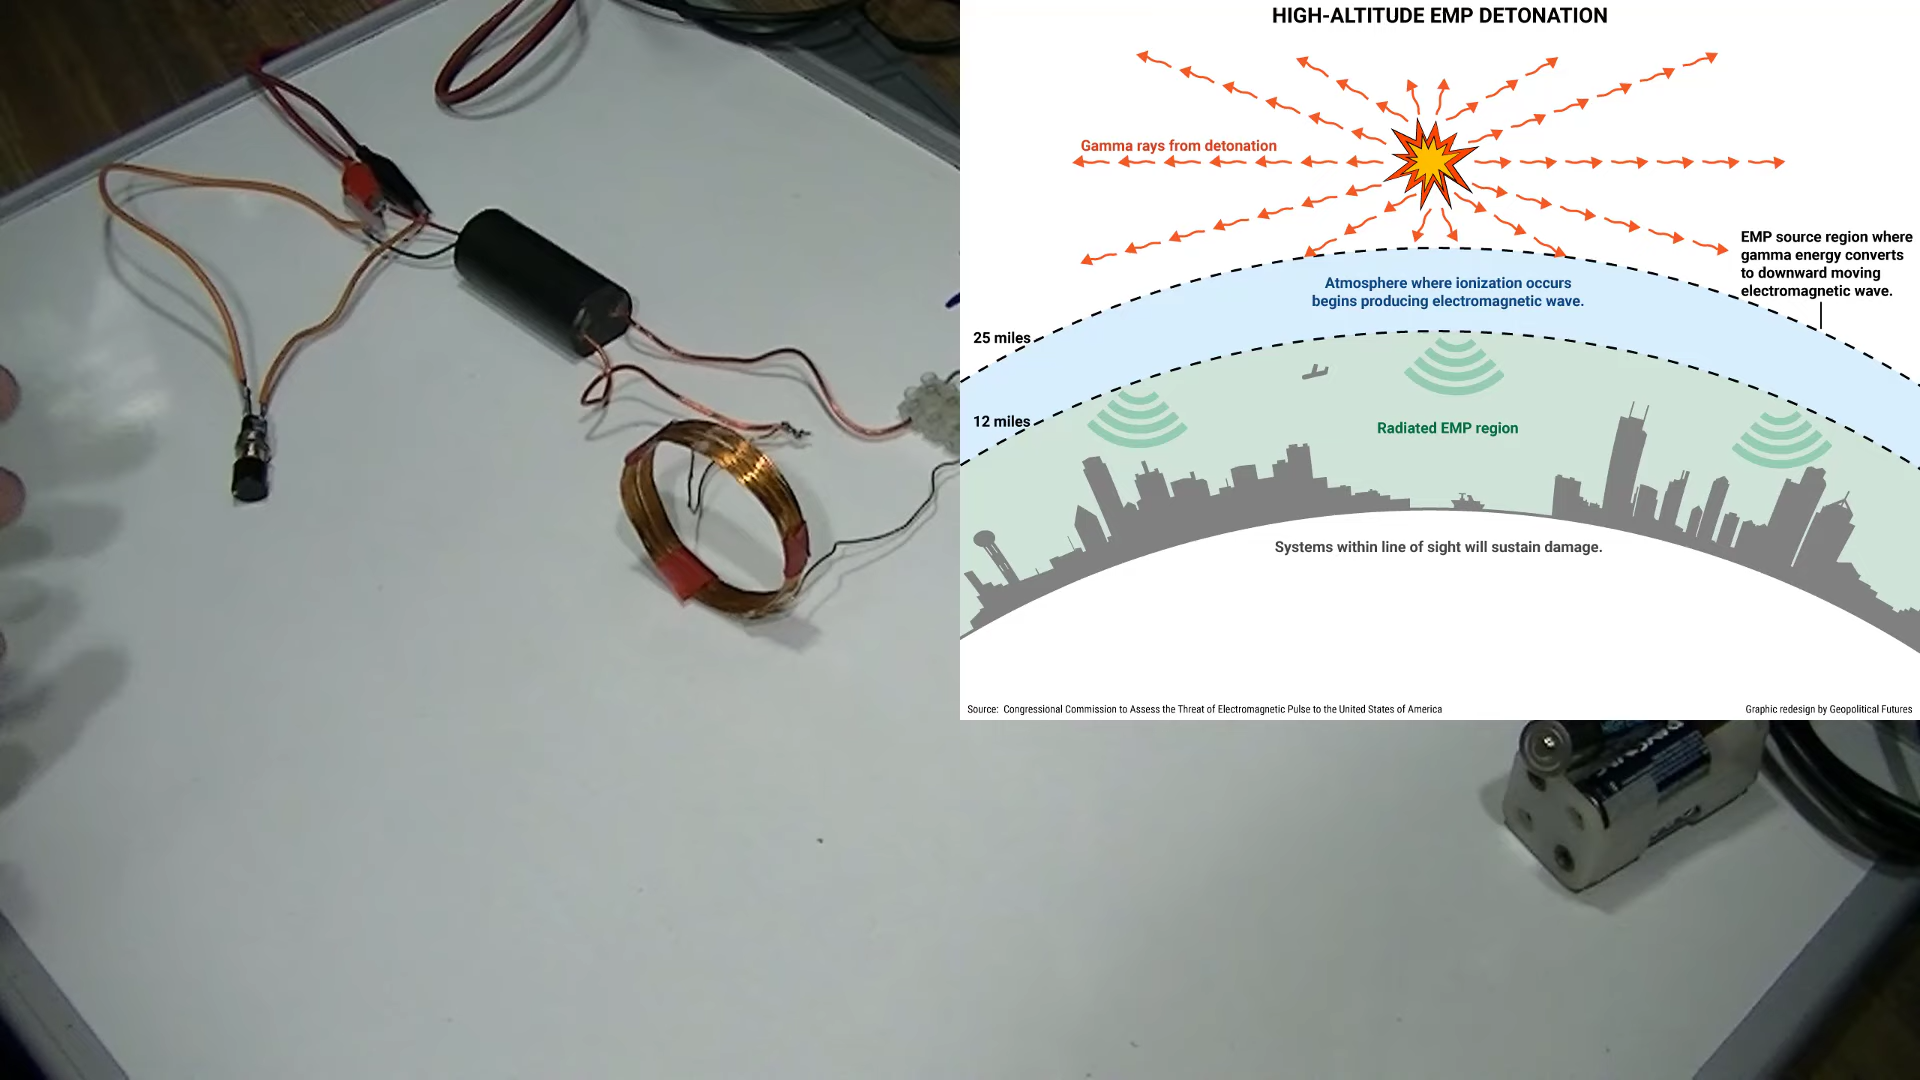 HIGH-ALTITUDE EMP DETONATION
Gamma rays from detonation
EMP source region where
gamma energy converts
to downward moving
electromagnetic wave.
Atmosphere where ionization occurs
begins producing electromagnetic wave.
25 miles
12 miles
Radiated EMP region
Systems within line of sight will sustain damage.
Source: Congressional Commission to Assess the Threat of Electromagnetic Pulse to the United States of America
Graphic redesign by Geopolitical Futures